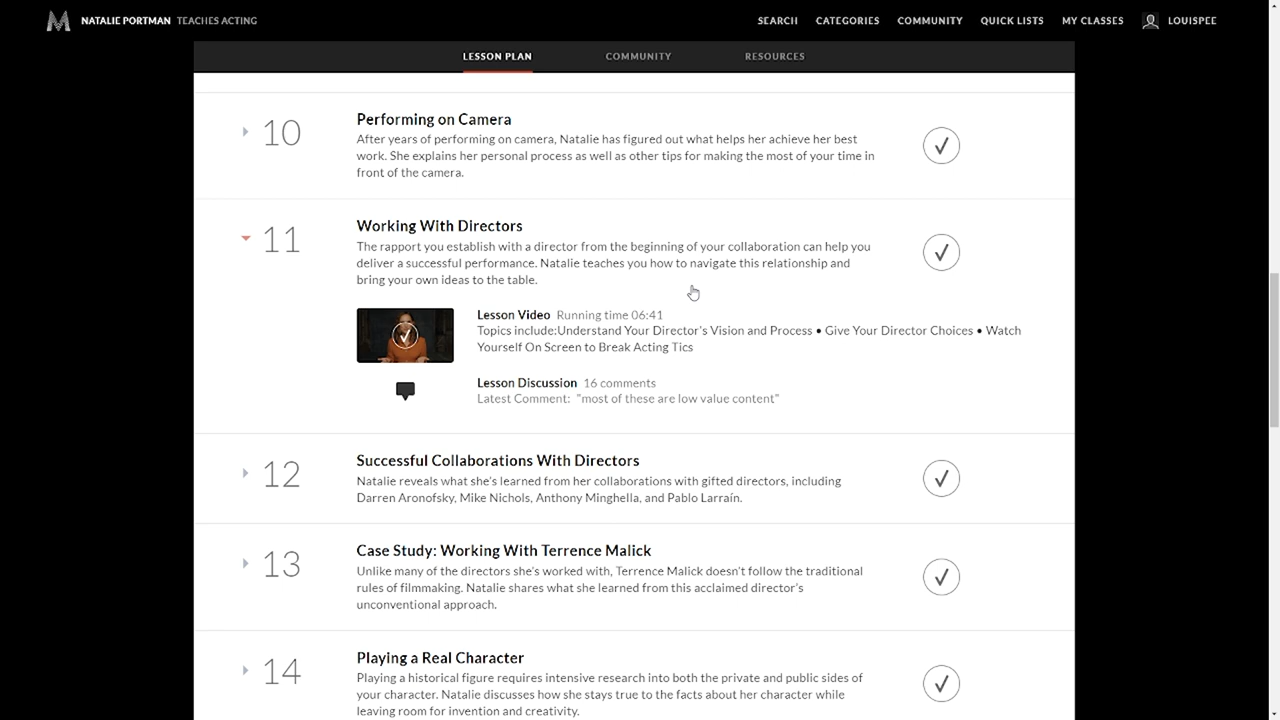 NATALIE PORTMAN TEACHES ACTING
SEARCH CATEGORIES COMMUNITY QUICK LISTS MY CLASSES LOUISPEE
LESSON PLAN COMMUNITY RESOURCES
10
Performing on Camera
After years of performing on camera, Natalie has figured out what helps her achieve her best
work. She explains her personal process as well as other tips for making the most of your time in
front of the camera.
11
Working With Directors
The rapport you establish with a director from the beginning of your collaboration can help you
deliver a successful performance. Natalie teaches you how to navigate this relationship and
bring your own ideas to the table.
Lesson Video Running time 06:41
Topics include:Understand Your Director's Vision and Process • Give Your Director Choices • Watch
Yourself On Screen to Break Acting Tics
Lesson Discussion 16 comments
Latest Comment: "most of these are low value content"
12
Successful Collaborations With Directors
Natalie reveals what she's learned from her collaborations with gifted directors, including
Darren Aronofsky, Mike Nichols, Anthony Minghella, and Pablo Larraín.
13
Case Study: Working With Terrence Malick
Unlike many of the directors she's worked with, Terrence Malick doesn't follow the traditional
rules of filmmaking. Natalie shares what she learned from this acclaimed director's
unconventional approach.
14
Playing a Real Character
Playing a historical figure requires intensive research into both the private and public sides of
your character. Natalie discusses how she stays true to the facts about her character while
leaving room for invention and creativity.